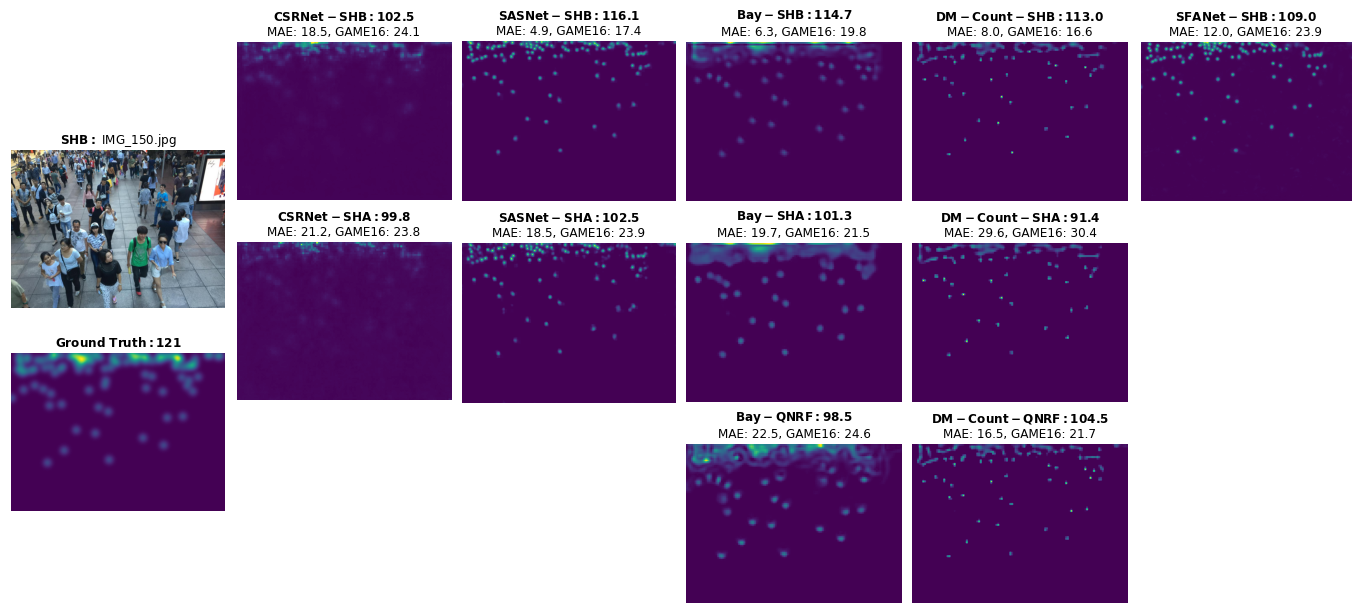 CSRNet−SHB: 102.5
MAE: 18.5, GAME16: 24.1
SASNet−SHB: 116.1
MAE: 4.9, GAME16: 17.4
Bay−SHB: 114.7
MAE: 6.3, GAME16: 19.8
DM−Count−SHB: 113.0
MAE: 8.0, GAME16: 16.6
SFANet−SHB: 109.0
MAE: 12.0, GAME16: 23.9
SHB: IMG_150.jpg
CSRNet−SHA: 99.8
MAE: 21.2, GAME16: 23.8
SASNet−SHA: 102.5
MAE: 18.5, GAME16: 23.9
Bay−SHA: 101.3
MAE: 19.7, GAME16: 21.5
DM−Count−SHA: 91.4
MAE: 29.6, GAME16: 30.4
Ground Truth: 121
Bay−QNRF: 98.5
MAE: 22.5, GAME16: 24.6
DM−Count−QNRF: 104.5
MAE: 16.5, GAME16: 21.7